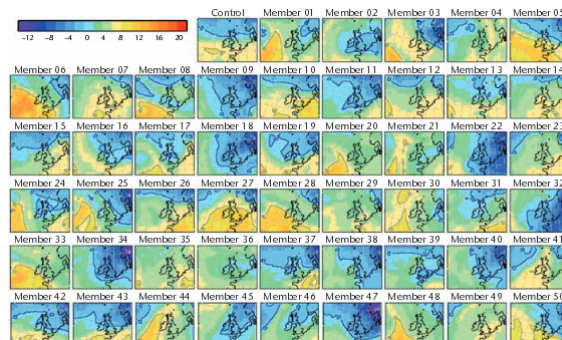 Control Member 01 Member 02 Member 03 Member 04 Member 05
-12 -8 -4 0 4 8 12 16 20
Member 06 Member 07 Member 08 Member 09 Member 10 Member 11 Member 12 Member 13 Member 14
Member 15 Member 16 Member 17 Member 18 Member 19 Member 20 Member 21 Member 22 Member 23
Member 24 Member 25 Member 26 Member 27 Member 28 Member 29 Member 30 Member 31 Member 32
Member 33 Member 34 Member 35 Member 36 Member 37 Member 38 Member 39 Member 40 Member 41
Member 42 Member 43 Member 44 Member 45 Member 46 Member 47 Member 48 Member 49 Member 50